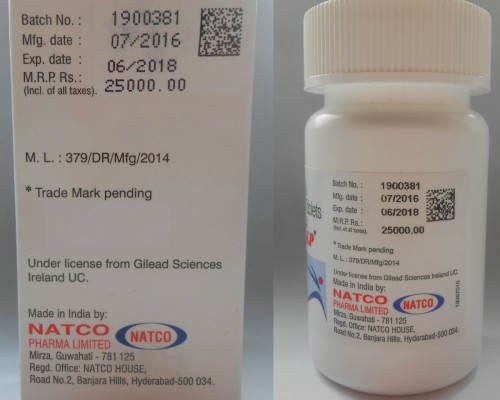 Batch No. : 1900381
Mfg. date : 07/2016
Exp. date : 06/2018
M.R.P. Rs.: 25000.00
(Incl. of all taxes).
M. L. : 379/DR/Mfg/2014
* Trade Mark pending
Under license from Gilead Sciences
Ireland UC.
Made in India by:
NATCO
PHARMA LIMITED
NATCO
Mirza, Guwahati - 781 125
Regd. Office: NATCO HOUSE,
Road No.2, Banjara Hills, Hyderabad-500 034.
Batch No : 1900381
Mfg. date : 07/2016
Exp. date : 06/2018
M.R.P. Rs.:
(Incl. of all taxes). 25000.00
* Trade Mark pending
M. L. : 379/DR/Mfg/2014
Under license from Gilead Sciences Ireland UC.
Made in India by:
NATCO
PHARMA LIMITED
NATCO
Mirza, Guwahati - 781 125
Regd. Office: NATCO HOUSE,
Road No.2, Banjara Hills, Hyderabad-500 034.